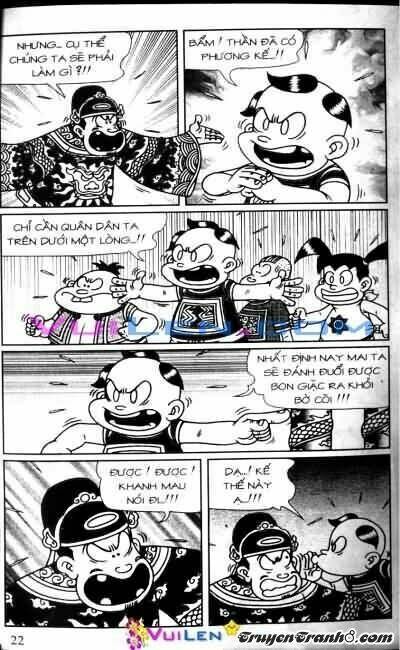 NHƯNG... CỤ THỂ
CHÚNG TA SẼ PHẢI
LÀM GÌ ?!!
BẨM ! THẦN ĐÃ CÓ
PHƯƠNG KẾ...!!
CHỈ CẦN QUÂN DÂN TA
TRÊN DƯỚI MỘT LÒNG...!!
VUILEN.COM
NHẤT ĐỊNH NAY MAI TA
SẼ ĐÁNH ĐUỔI ĐƯỢC
BỌN GIẶC RA KHỎI
BỜ CÕI !!!
ĐƯỢC ! ĐƯỢC !
KHANH MAU
NÓI ĐI...!!!
DẠ...! KẾ
THẾ NÀY
Ạ...!!!
22
VUILEN
TruyenTranh8.com